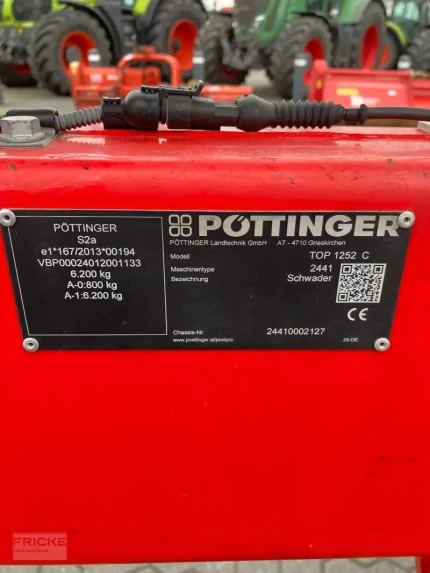 PÖTTINGER
S2a
e1*167/2013*00194
VBP00024012001133
6.200 kg
A-0:800 kg
A-1:6.200 kg
PÖTTINGER
PÖTTINGER Landtechnik GmbH AT - 4710 Grieskirchen
Modell TOP 1252 C
Maschinentype 2441
Bezeichnung Schwader
CE
Chassis-Nr. 24410002127
www.poettinger.at/poetpro 25-DE
FRICKE